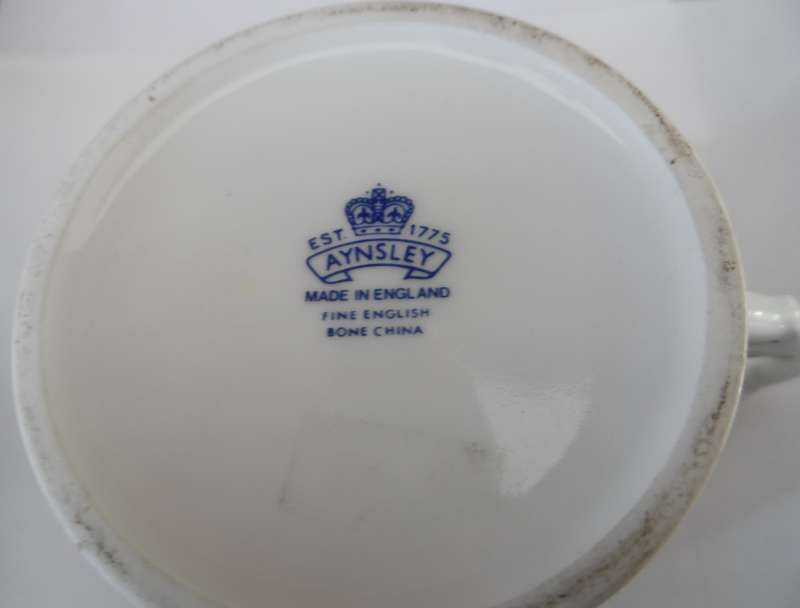 EST. 1775
AYNSLEY
MADE IN ENGLAND
FINE ENGLISH
BONE CHINA